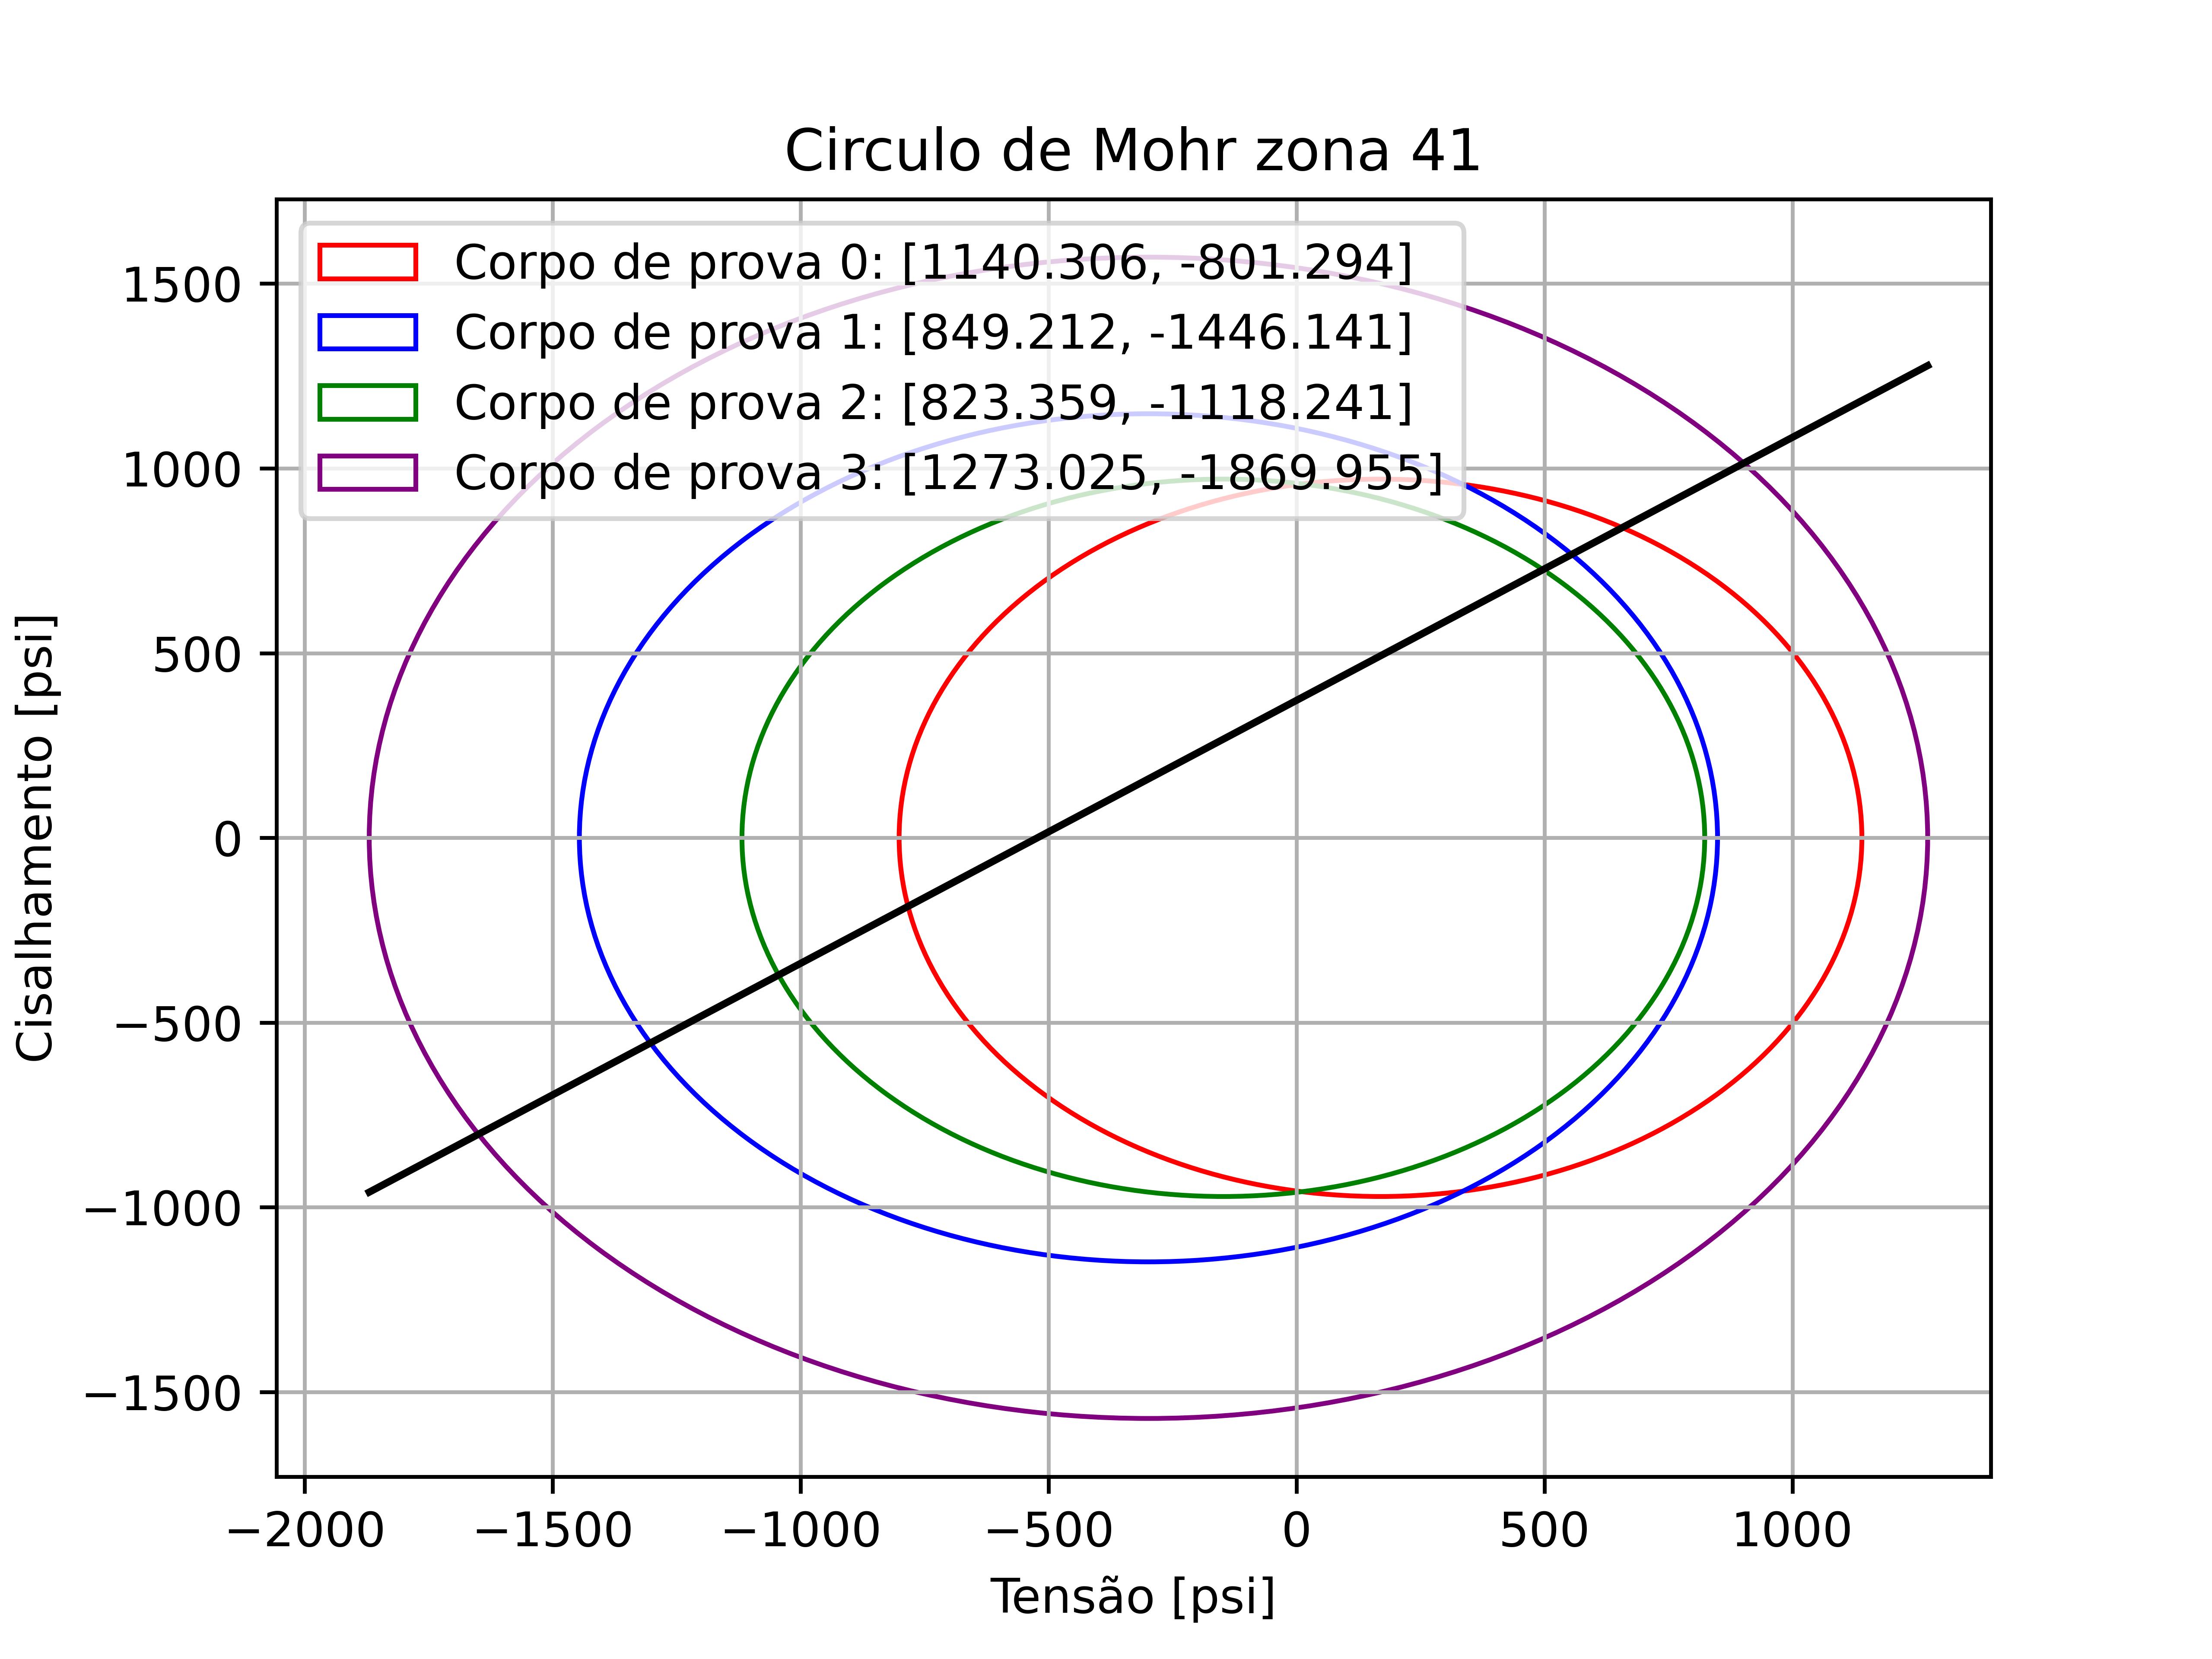 Circulo de Mohr zona 41
Corpo de prova 0: [1140.306, -801.294]
Corpo de prova 1: [849.212, -1446.141]
Corpo de prova 2: [823.359, -1118.241]
Corpo de prova 3: [1273.025, -1869.955]
1500
1000
500
0
−500
−1000
−1500
Cisalhamento [psi]
−2000 −1500 −1000 −500 0 500 1000
Tensão [psi]